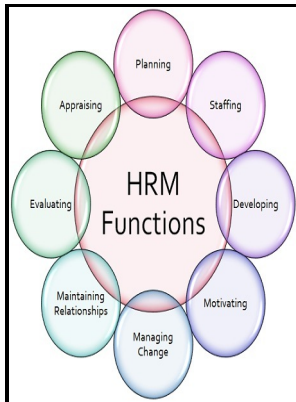 Planning
Staffing
Developing
Motivating
Managing
Change
Maintaining
Relationships
Evaluating
Appraising
HRM
Functions